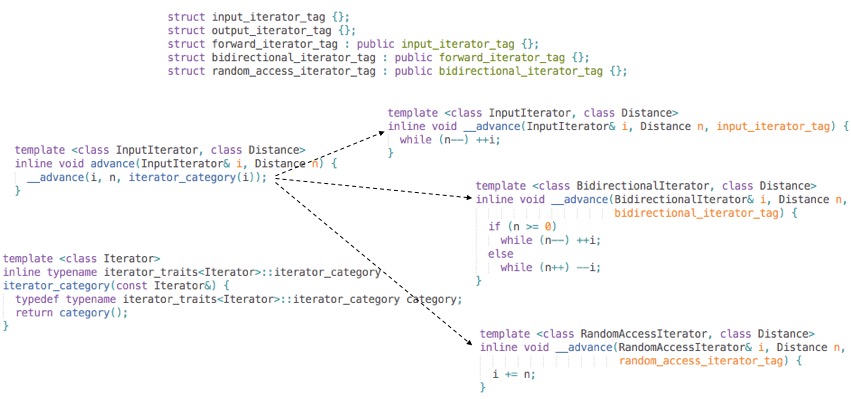 struct input_iterator_tag {};
struct output_iterator_tag {};
struct forward_iterator_tag : public input_iterator_tag {};
struct bidirectional_iterator_tag : public forward_iterator_tag {};
struct random_access_iterator_tag : public bidirectional_iterator_tag {};
template <class InputIterator, class Distance>
inline void advance(InputIterator& i, Distance n) {
__advance(i, n, iterator_category(i));
}
template <class Iterator>
inline typename iterator_traits<Iterator>::iterator_category
iterator_category(const Iterator&) {
typedef typename iterator_traits<Iterator>::iterator_category category;
return category();
}
template <class InputIterator, class Distance>
inline void __advance(InputIterator& i, Distance n, input_iterator_tag) {
while (n--) ++i;
}
template <class BidirectionalIterator, class Distance>
inline void __advance(BidirectionalIterator& i, Distance n,
bidirectional_iterator_tag) {
if (n >= 0)
while (n--) ++i;
else
while (n++) --i;
}
template <class RandomAccessIterator, class Distance>
inline void __advance(RandomAccessIterator& i, Distance n,
random_access_iterator_tag) {
i += n;
}